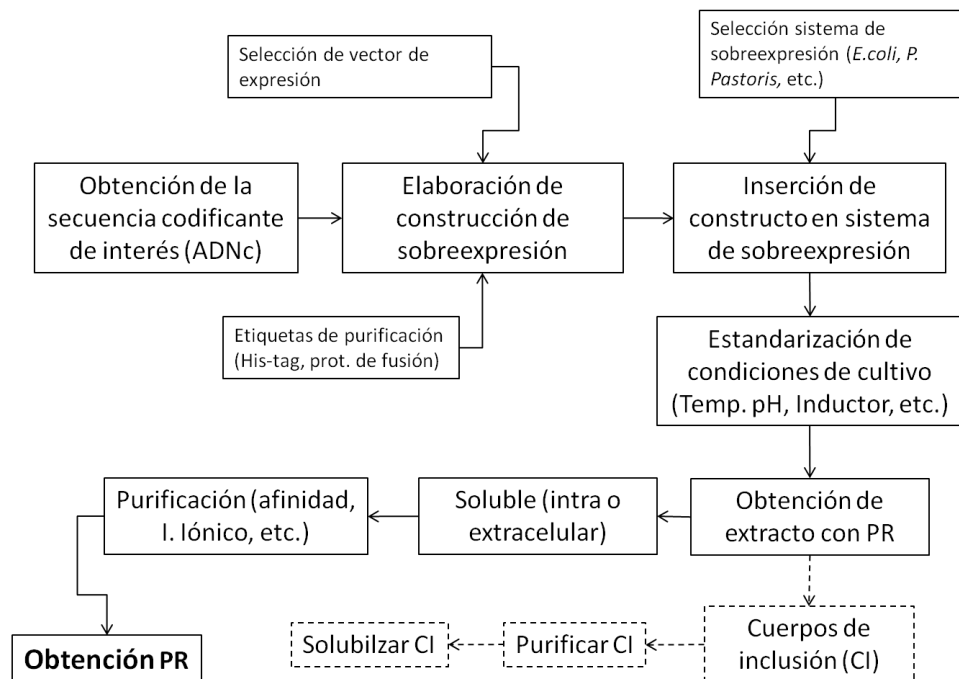 Selección de vector de
expresión
Selección sistema de
sobreexpresión (E.coli, P.
Pastoris, etc.)
Obtención de la
secuencia codificante
de interés (ADNc)
Elaboración de
construcción de
sobreexpresión
Inserción de
constructo en sistema
de sobreexpresión
Etiquetas de purificación
(His-tag, prot. de fusión)
Estandarización de
condiciones de cultivo
(Temp. pH, Inductor, etc.)
Purificación (afinidad,
I. Iónico, etc.)
Soluble (intra o
extracelular)
Obtención de
extracto con PR
Obtención PR
Solubilzar CI
Purificar CI
Cuerpos de
inclusión (CI)